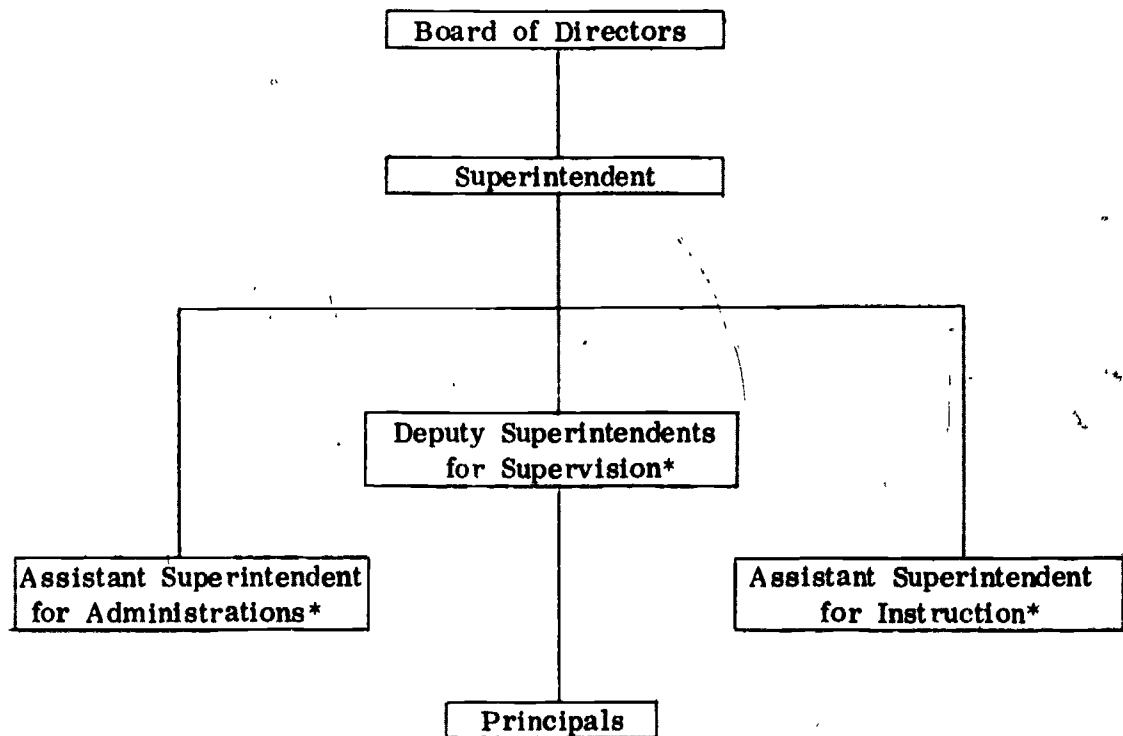 Board of Directors
Superintendent
Deputy Superintendents
for Supervision*
Assistant Superintendent
for Administrations*
Assistant Superintendent
for Instruction*
Principals